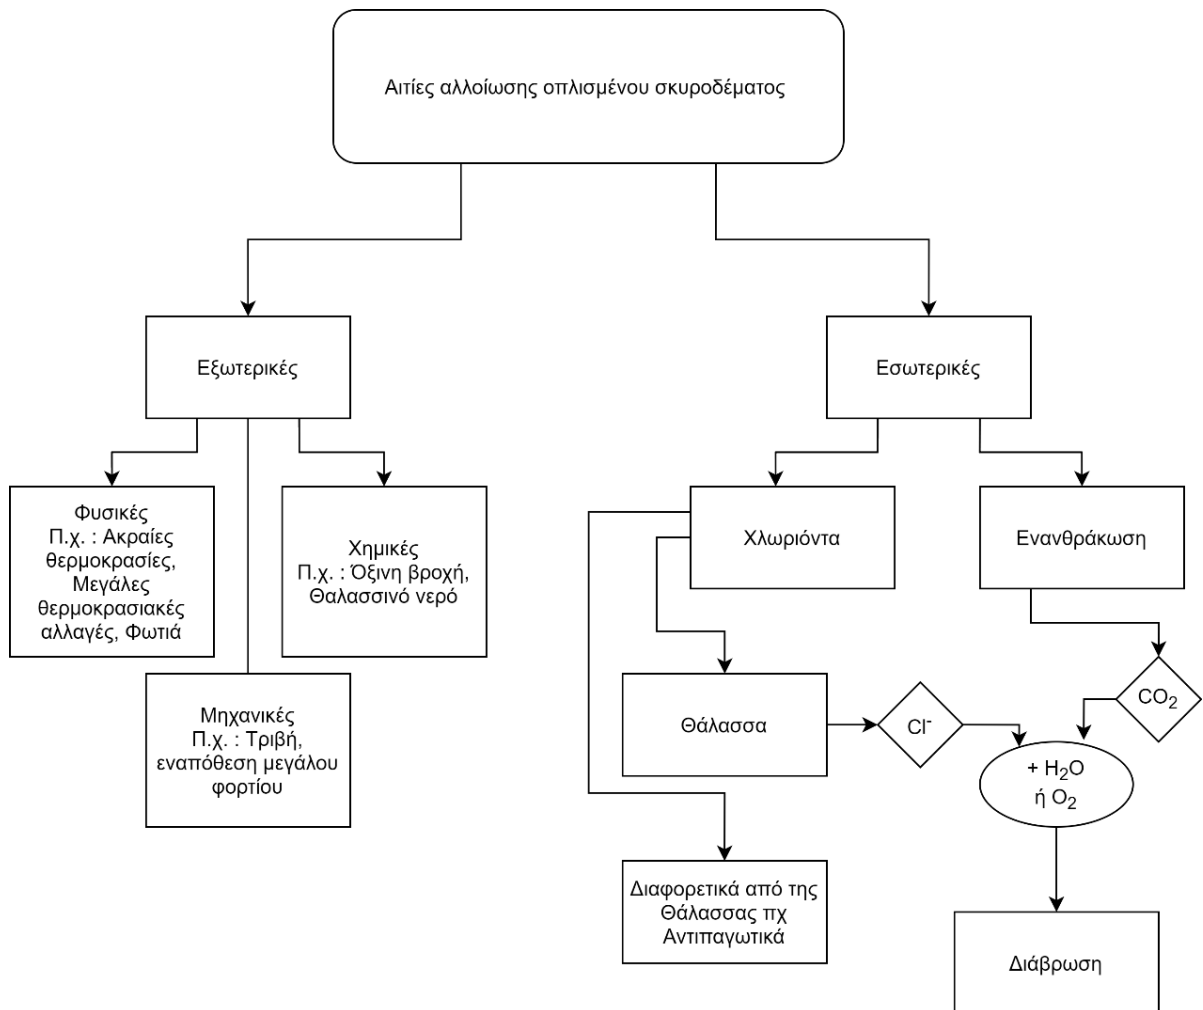 Αιτίες αλλοίωσης οπλισμένου σκυροδέματος
Εξωτερικές
Εσωτερικές
Φυσικές
Π.χ. : Ακραίες
θερμοκρασίες,
Μεγάλες
θερμοκρασιακές
αλλαγές, Φωτιά
Χημικές
Π.χ. : Όξινη βροχή,
Θαλασσινό νερό
Μηχανικές
Π.χ. : Τριβή,
εναπόθεση μεγάλου
φορτίου
Χλωριόντα
Ενανθράκωση
Θάλασσα
Cl⁻
CO₂
+ H₂O
ή O₂
Διαφορετικά από της
Θάλασσας πχ
Αντιπαγωτικά
Διάβρωση